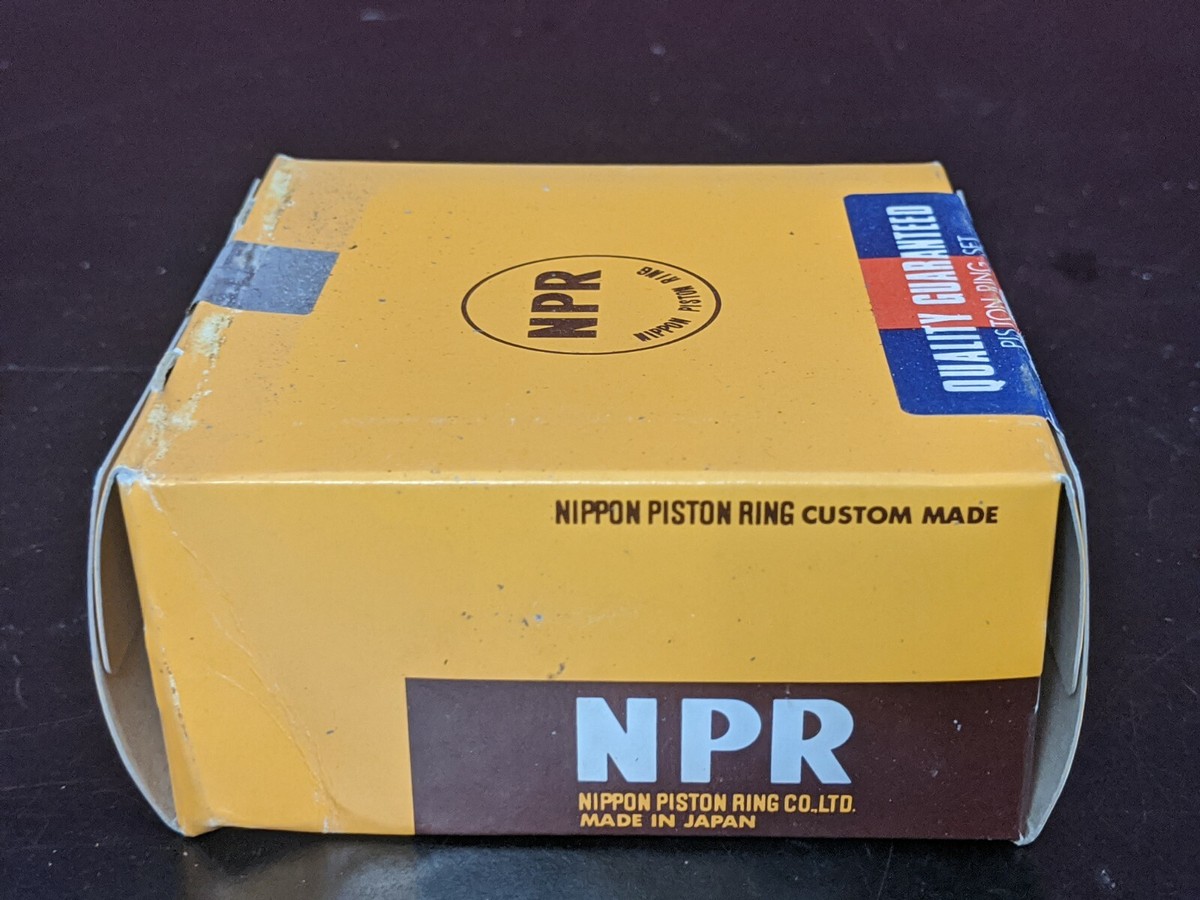 NPR
NIPPON PISTON RING
QUALITY GUARANTEED
PISTON RING SET
NIPPON PISTON RING CUSTOM MADE
NPR
NIPPON PISTON RING CO.,LTD.
MADE IN JAPAN